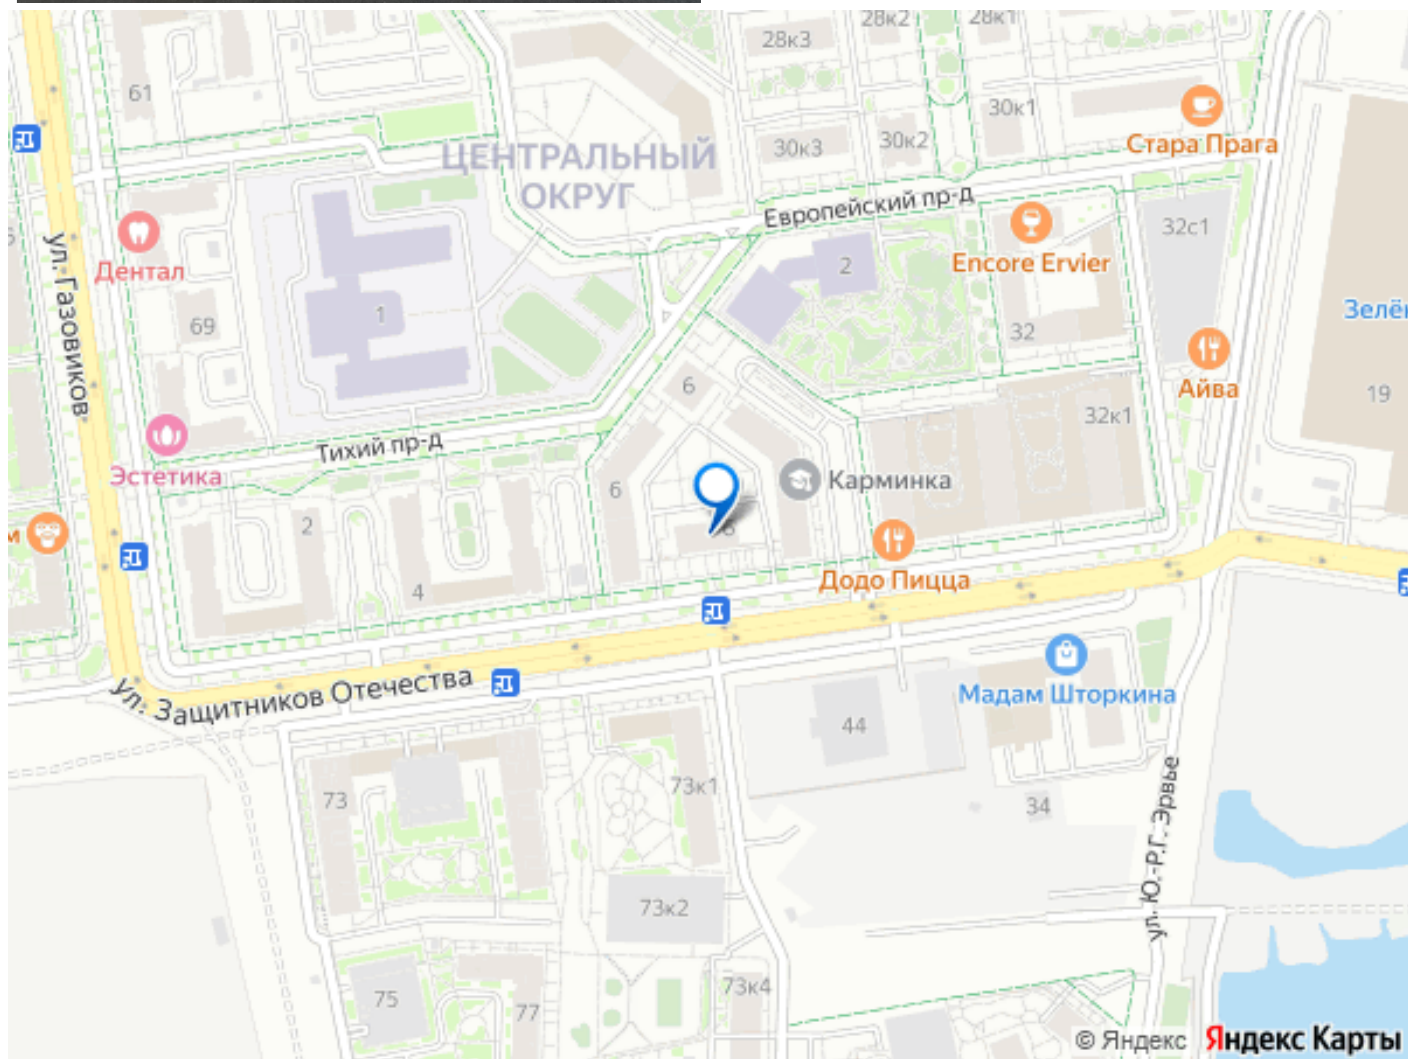 28к2
28к1
28к3
61
30к1
Стара Прага
30к2
30к3
ЦЕНТРАЛЬНЫЙ
ОКРУГ
Европейский пр-д
32с1
Дентал
Encore Ervier
2
ул. Газовиков
1
69
32
Зелён
Айва
19
6
32к1
Тихий пр-д
Эстетика
6
Карминка
м
2
4
Додо Пицца
ул. Защитников Отечества
Мадам Шторкина
44
73
73к1
34
ул. Ю.-Р.Г. Эрвье
73к2
75
77
73к4
© Яндекс Яндекс Карты